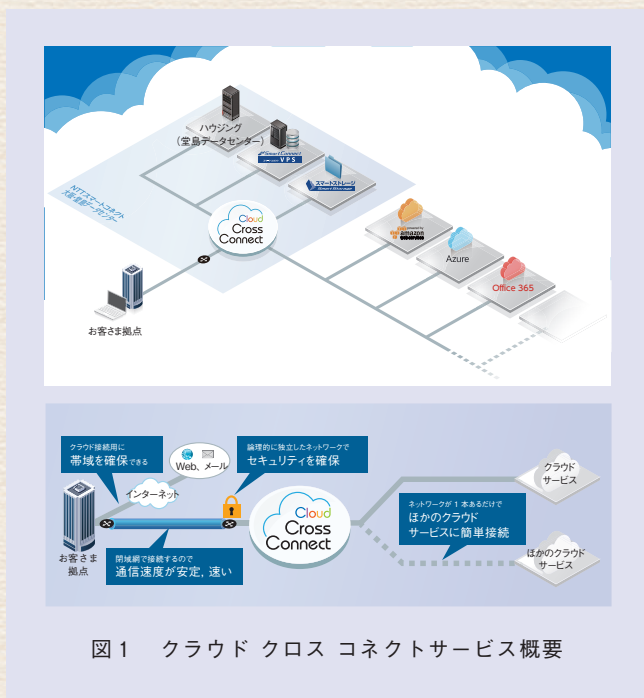 ハウジング
（堂島データセンター）
SmartConnect
VPS
スマートストレージ
Smart Storage
NTTスマートコネクト
大阪・堂島データセンター
Cloud
Cross
Connect
powered by
amazon
webservices
Azure
Office 365
お客さま拠点
クラウド接続用に
帯域を確保できる
Web、メール
論理的に独立したネットワークで
セキュリティを確保
インターネット
お客さま
拠点
閉域網で接続するので
通信速度が安定, 速い
Cloud
Cross
Connect
ネットワークが 1 本あるだけで
ほかのクラウド
サービスに簡単接続
クラウド
サービス
ほかのクラウド
サービス
図 1　クラウド クロス コネクトサービス概要